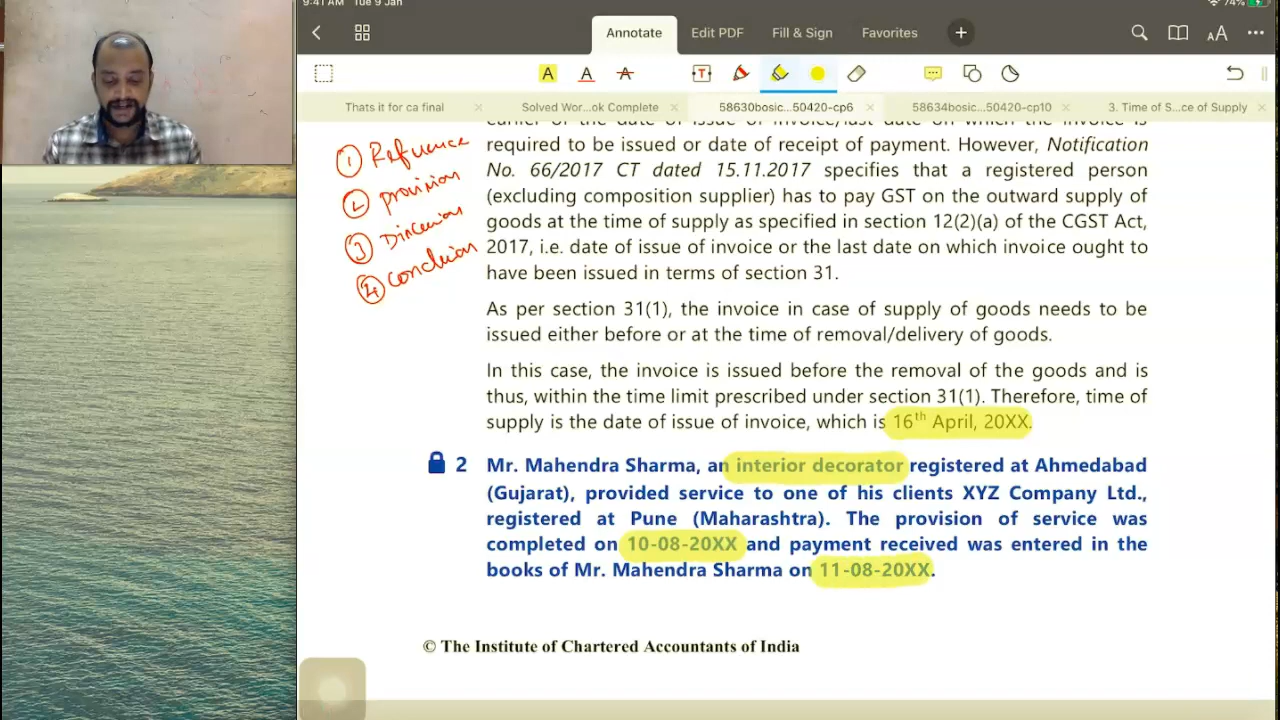 9:41 AM Tue 9 Jan
74%
Annotate Edit PDF Fill & Sign Favorites
Thats it for ca final Solved Wor...ok Complete 58630bosic...50420-cp6 58634bosic...50420-cp10 3. Time of S...ce of Supply
earlier of the date of issue of invoice/last date on which the invoice is
required to be issued or date of receipt of payment. However, Notification
No. 66/2017 CT dated 15.11.2017 specifies that a registered person
(excluding composition supplier) has to pay GST on the outward supply of
goods at the time of supply as specified in section 12(2)(a) of the CGST Act,
2017, i.e. date of issue of invoice or the last date on which invoice ought to
have been issued in terms of section 31.
① Reference
② provision
③
④
As per section 31(1), the invoice in case of supply of goods needs to be
issued either before or at the time of removal/delivery of goods.
In this case, the invoice is issued before the removal of the goods and is
thus, within the time limit prescribed under section 31(1). Therefore, time of
supply is the date of issue of invoice, which is 16th April, 20XX.
2 Mr. Mahendra Sharma, an interior decorator registered at Ahmedabad
(Gujarat), provided service to one of his clients XYZ Company Ltd.,
registered at Pune (Maharashtra). The provision of service was
completed on 10-08-20XX and payment received was entered in the
books of Mr. Mahendra Sharma on 11-08-20XX.
© The Institute of Chartered Accountants of India